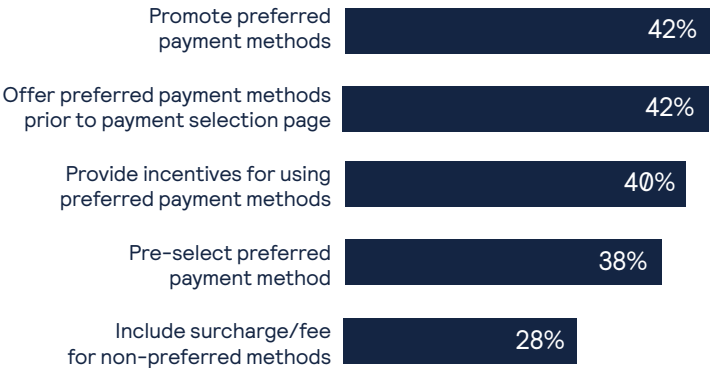 Promote preferred
payment methods
42%
Offer preferred payment methods
prior to payment selection page
42%
Provide incentives for using
preferred payment methods
40%
Pre-select preferred
payment method
38%
Include surcharge/fee
for non-preferred methods
28%